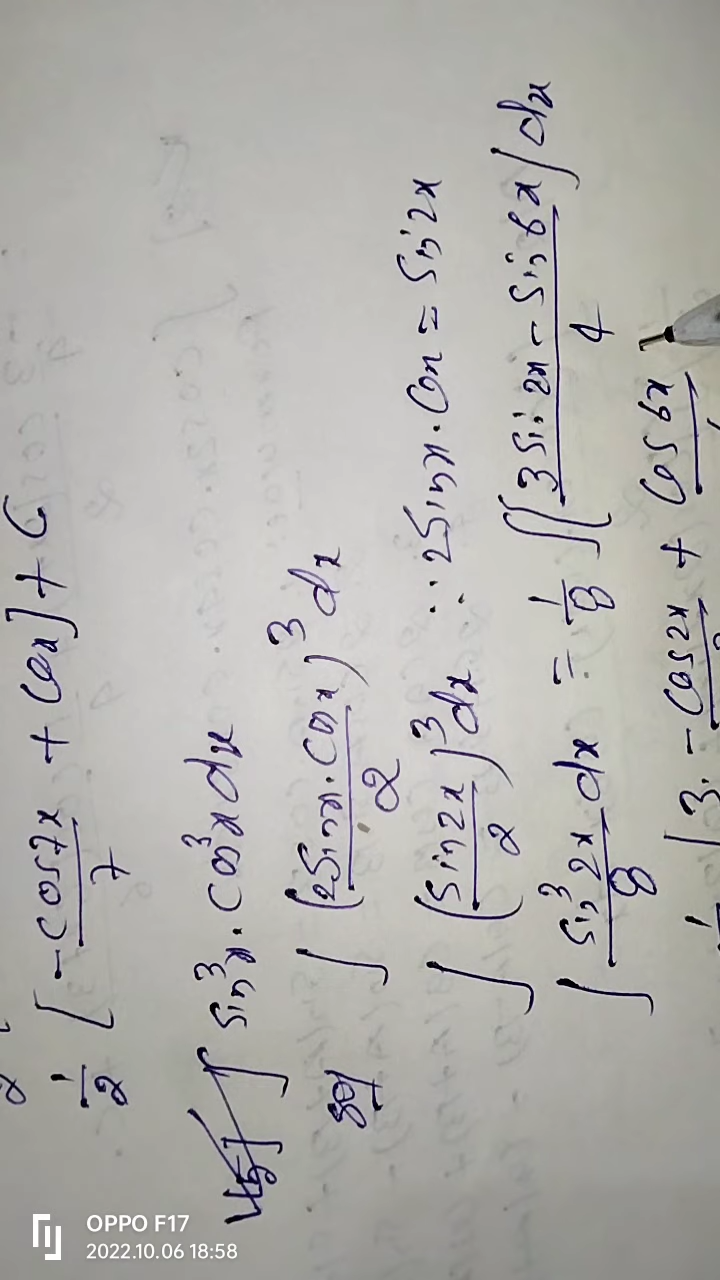 1/2 [-cos7x/7 + cosx] + C
45) ∫ sin³x · cos³x dx
sol ∫ (2sinx · cosx/2)³ dx
∫ (sin2x/2)³ dx ∵ 2sinx · cosx = sin2x
∫ sin³2x/8 dx = 1/8 ∫ (3sin2x - sin6x/4) dx
[3 · -cos2x + cos6x
OPPO F17
2022.10.06 18:58